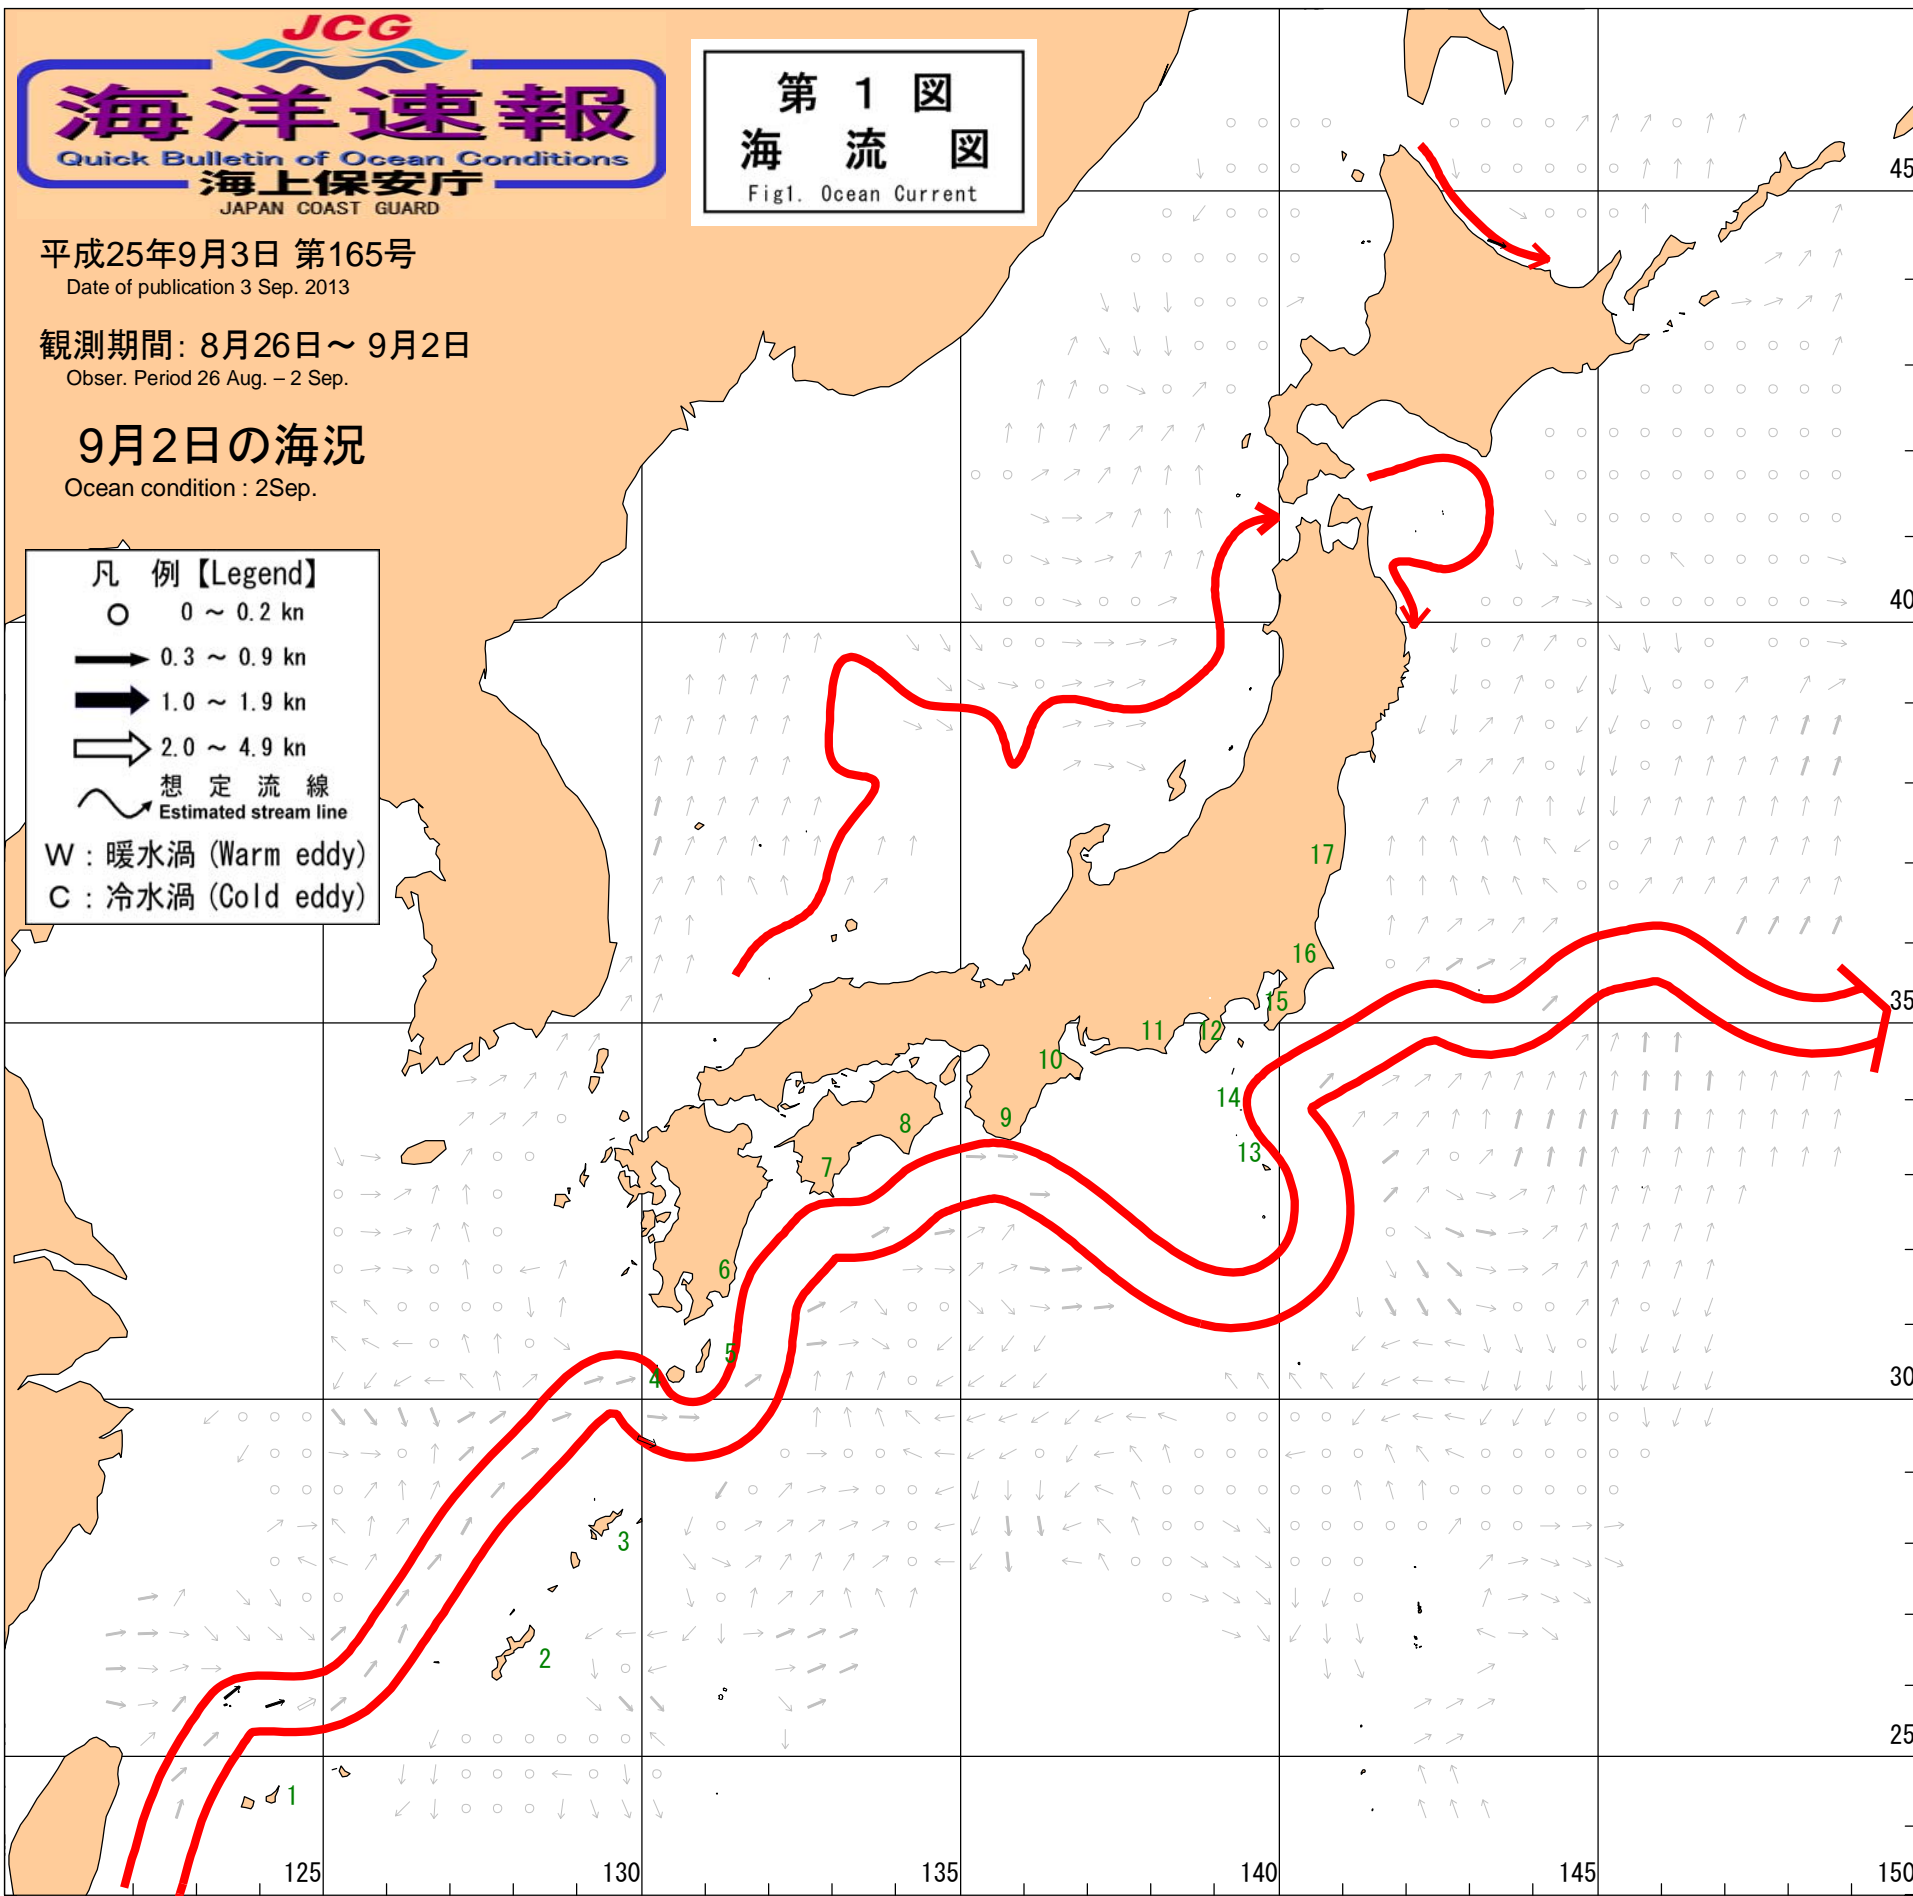 JCG
海洋速報
Quick Bulletin of Ocean Conditions
海上保安庁
JAPAN COAST GUARD
第 1 図
海 流 図
Fig1. Ocean Current
平成25年9月3日 第165号
Date of publication 3 Sep. 2013
観測期間: 8月26日～ 9月2日
Obser. Period 26 Aug. – 2 Sep.
9月2日の海況
Ocean condition : 2Sep.
凡 例【Legend】
0 ～ 0.2 kn
0.3 ～ 0.9 kn
1.0 ～ 1.9 kn
2.0 ～ 4.9 kn
想 定 流 線
Estimated stream line
W : 暖水渦 (Warm eddy)
C : 冷水渦 (Cold eddy)
45
40
17
16
35
15
12
11
10
14
9
8
13
7
6
5
4
30
3
2
25
1
125
130
135
140
145
150